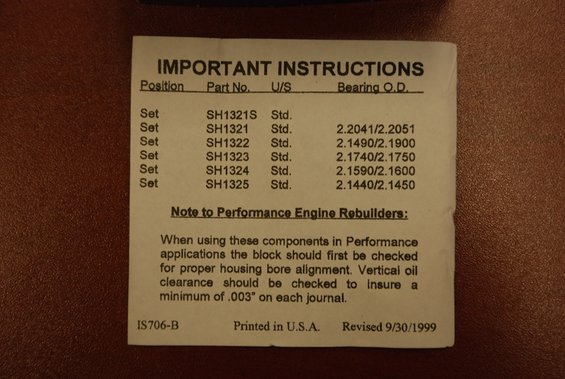 IMPORTANT INSTRUCTIONS
Position Part No. U/S Bearing O.D.
Set SH1321S Std.
Set SH1321 Std. 2.2041/2.2051
Set SH1322 Std. 2.1490/2.1900
Set SH1323 Std. 2.1740/2.1750
Set SH1324 Std. 2.1590/2.1600
Set SH1325 Std. 2.1440/2.1450
Note to Performance Engine Rebuilders:
When using these components in Performance
applications the block should first be checked
for proper housing bore alignment. Vertical oil
clearance should be checked to insure a
minimum of .003" on each journal.
IS706-B Printed in U.S.A. Revised 9/30/1999